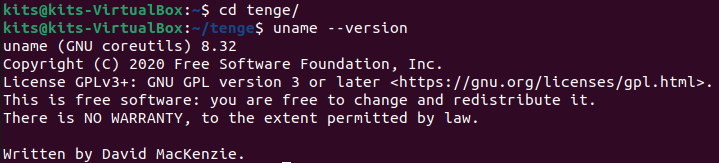 kits@kits-VirtualBox:~$ cd tenge/
kits@kits-VirtualBox:~/tenge$ uname --version
uname (GNU coreutils) 8.32
Copyright (C) 2020 Free Software Foundation, Inc.
License GPLv3+: GNU GPL version 3 or later <https://gnu.org/licenses/gpl.html>.
This is free software: you are free to change and redistribute it.
There is NO WARRANTY, to the extent permitted by law.

Written by David MacKenzie.